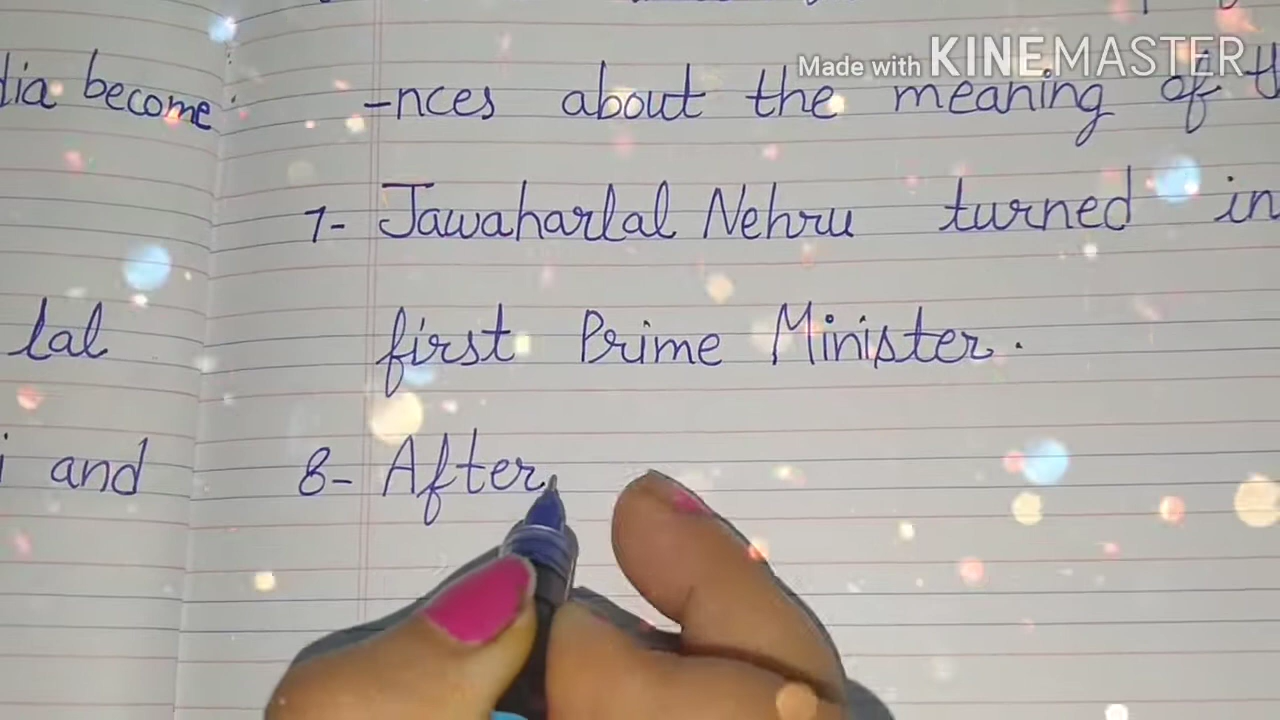 Made with KINEMASTER
dia become
-nces about the meaning of th
7- Jawaharlal Nehru turned in
lal first Prime Minister.
and 8- After